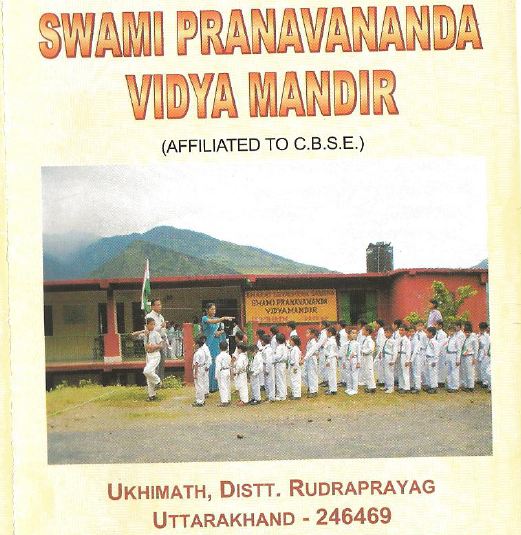 SWAMI PRANAVANANDA
VIDYA MANDIR
(AFFILIATED TO C.B.S.E.)
SWAMI PRANAVANANDA
VIDYAMANDIR
UKHIMATH, DISTT. RUDRAPRAYAG
UTTARAKHAND - 246469